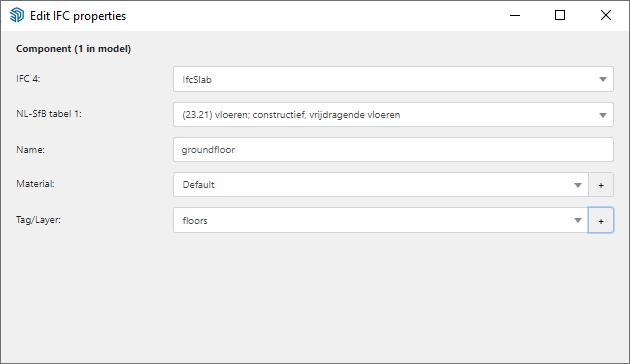 Edit IFC properties
Component (1 in model)
IFC 4: IfcSlab
NL-SfB tabel 1: (23.21) vloeren; constructief, vrijdragende vloeren
Name: groundfloor
Material: Default +
Tag/Layer: floors +